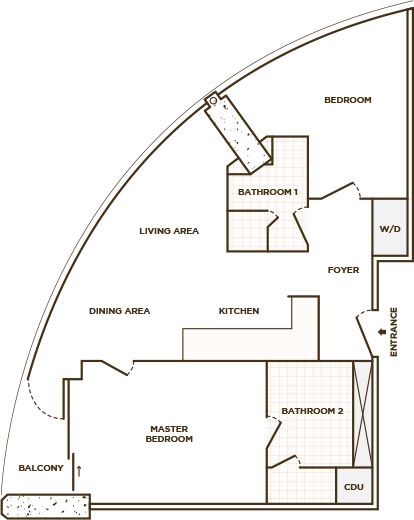 BEDROOM
BATHROOM 1
W/D
LIVING AREA
FOYER
DINING AREA
KITCHEN
ENTRANCE
BATHROOM 2
MASTER
BEDROOM
BALCONY
CDU